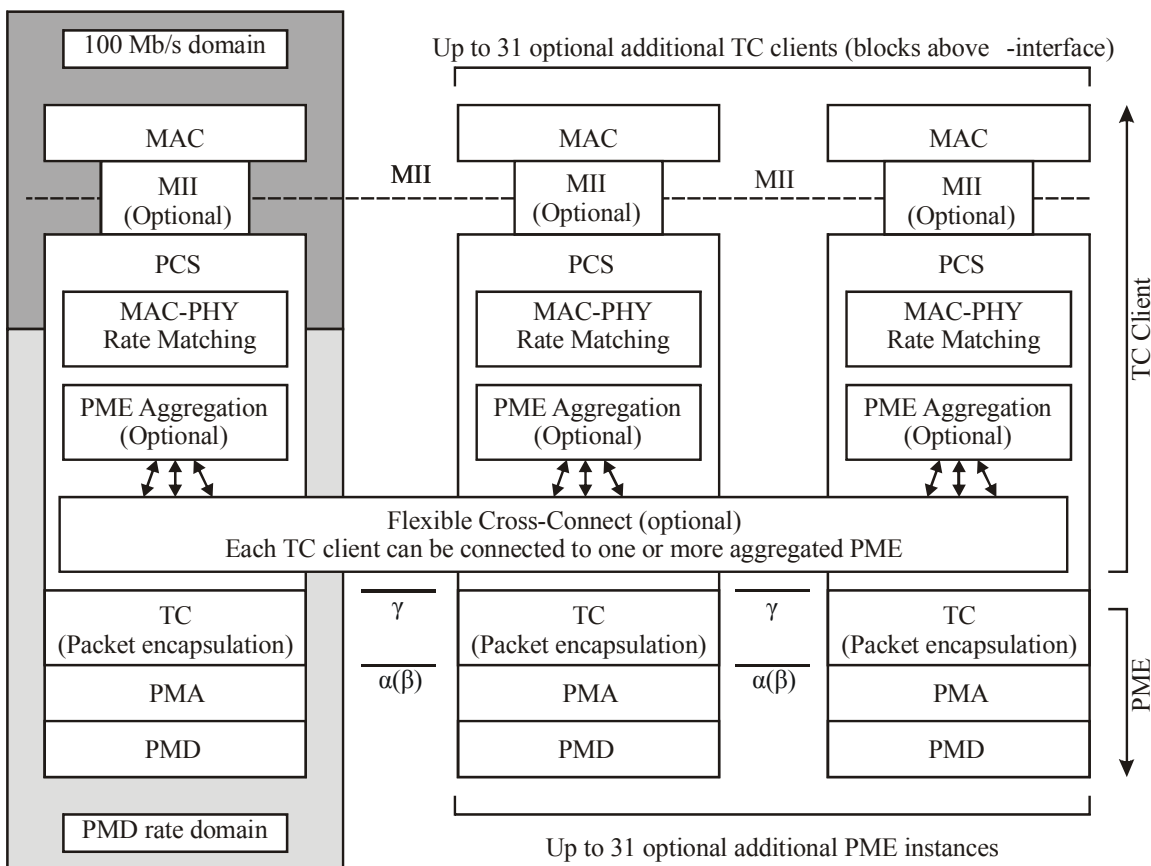 100 Mb/s domain
Up to 31 optional additional TC clients (blocks above -interface)
MAC
MAC
MAC
MII
(Optional)
MII
MII
(Optional)
MII
MII
(Optional)
PCS
PCS
PCS
MAC-PHY
Rate Matching
MAC-PHY
Rate Matching
MAC-PHY
Rate Matching
PME Aggregation
(Optional)
PME Aggregation
(Optional)
PME Aggregation
(Optional)
TC Client
Flexible Cross-Connect (optional)
Each TC client can be connected to one or more aggregated PME
TC
(Packet encapsulation)
γ
TC
(Packet encapsulation)
γ
TC
(Packet encapsulation)
α(β)
α(β)
PMA
PMA
PMA
PME
PMD
PMD
PMD
PMD rate domain
Up to 31 optional additional PME instances